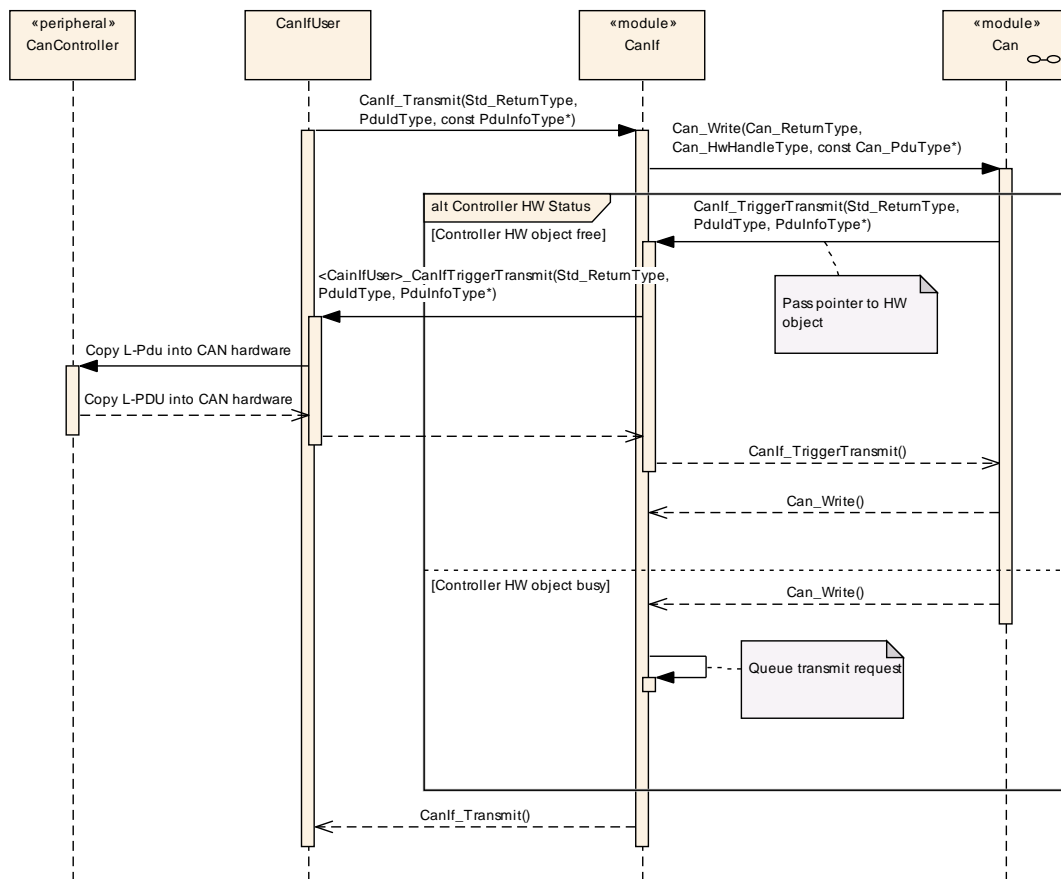 «peripheral»
CanController
CanIfUser
«module»
CanIf
«module»
Can
CanIf_Transmit(Std_ReturnType,
PduIdType, const PduInfoType*)
Can_Write(Can_ReturnType,
Can_HwHandleType, const Can_PduType*)
alt Controller HW Status
[Controller HW object free]
CanIf_TriggerTransmit(Std_ReturnType,
PduIdType, PduInfoType*)
<CainIfUser>_CanIfTriggerTransmit(Std_ReturnType,
PduIdType, PduInfoType*)
Pass pointer to HW
object
Copy L-Pdu into CAN hardware
Copy L-PDU into CAN hardware
CanIf_TriggerTransmit()
Can_Write()
[Controller HW object busy]
Can_Write()
Queue transmit request
CanIf_Transmit()